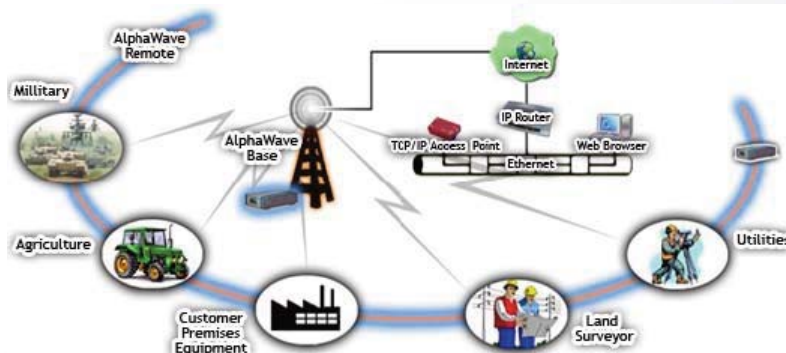 AlphaWave
Remote
Millitary
Internet
AlphaWave
Base
IP Router
TCP/IP Access Point
Web Browser
Ethernet
Agriculture
Utilities
Customer
Premises
Equipment
Land
Surveyor